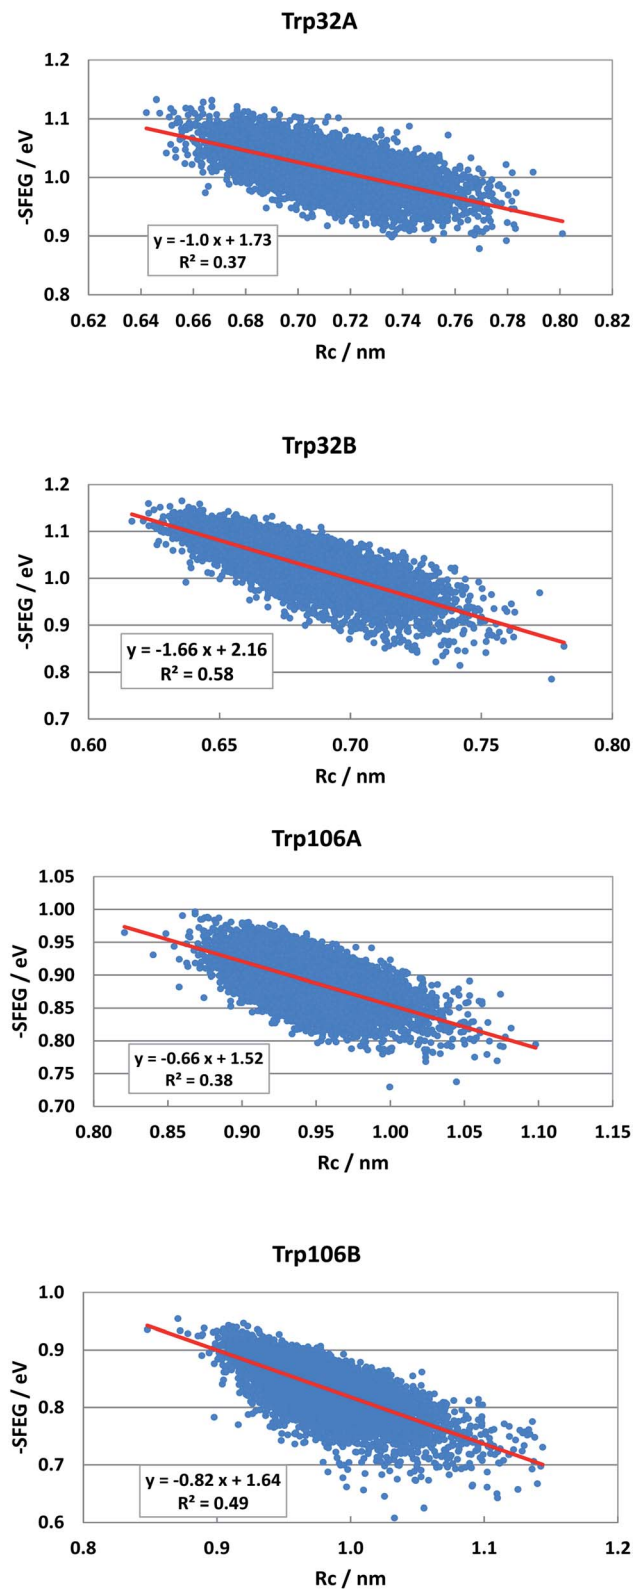 Trp32A
-SFEG / eV
1.2
1.1
1.0
0.9
0.8
y = -1.0 x + 1.73
R² = 0.37
0.62 0.64 0.66 0.68 0.70 0.72 0.74 0.76 0.78 0.80 0.82
Rc / nm
Trp32B
-SFEG / eV
1.2
1.1
1.0
0.9
0.8
0.7
y = -1.66 x + 2.16
R² = 0.58
0.60 0.65 0.70 0.75 0.80
Rc / nm
Trp106A
-SFEG / eV
1.05
1.00
0.95
0.90
0.85
0.80
0.75
0.70
y = -0.66 x + 1.52
R² = 0.38
0.80 0.85 0.90 0.95 1.00 1.05 1.10 1.15
Rc / nm
Trp106B
-SFEG / eV
1.0
0.9
0.8
0.7
0.6
y = -0.82 x + 1.64
R² = 0.49
0.8 0.9 1.0 1.1 1.2
Rc / nm